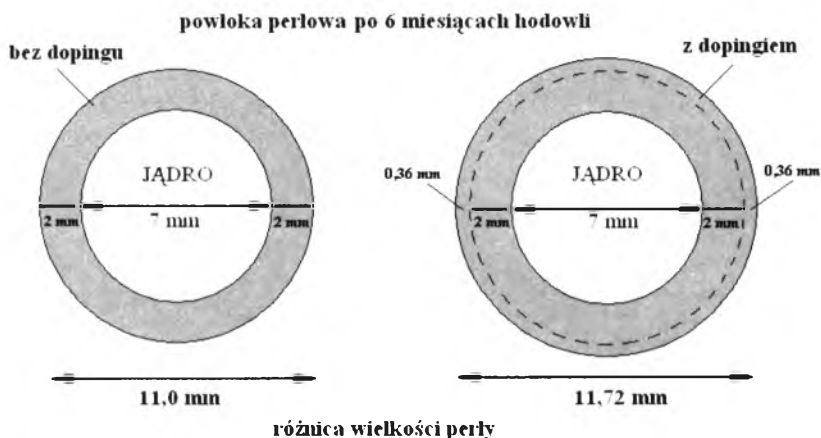 powłoka perłowa po 6 miesiącach hodowli
bez dopingu
z dopingiem
JĄDRO
7 mm
2 mm
2 mm
11,0 mm
0,36 mm
0,36 mm
JĄDRO
7 mm
2 mm
2 mm
11,72 mm
różnica wielkości perły